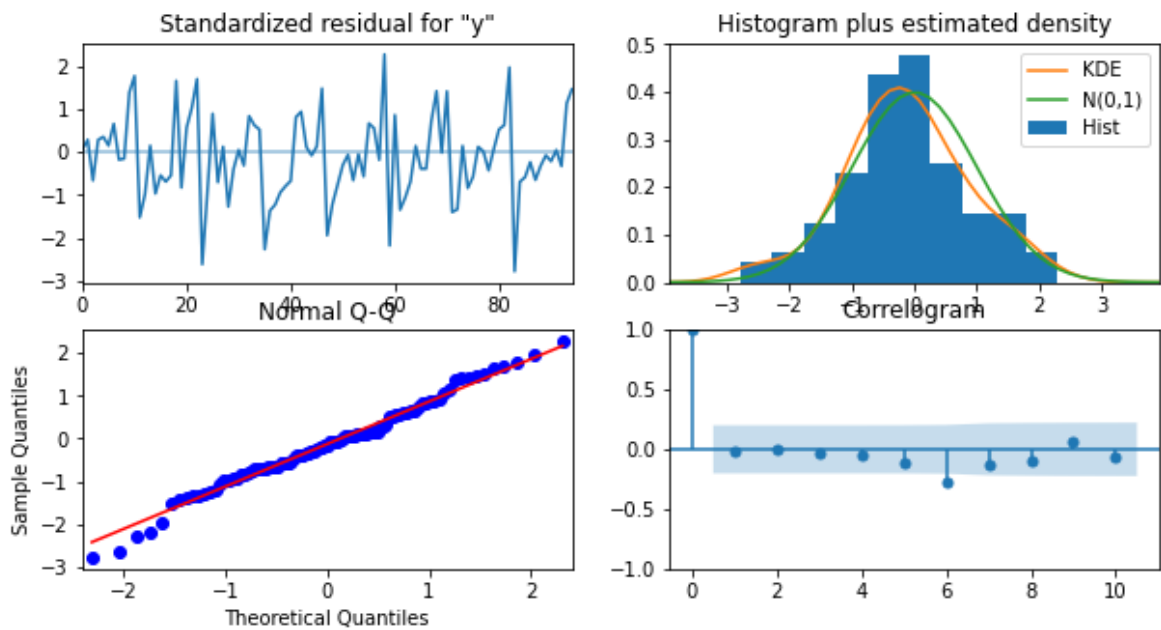 Standardized residual for "y"
2
1
0
−1
−2
−3
0 20 40 60 80
Histogram plus estimated density
0.5
0.4
0.3
0.2
0.1
0.0
KDE
N(0,1)
Hist
−3 −2 −1 0 1 2 3
Normal Q-Q
Sample Quantiles
2
1
0
−1
−2
−3
−2 −1 0 1 2
Theoretical Quantiles
Correlogram
1.0
0.5
0.0
−0.5
−1.0
0 2 4 6 8 10